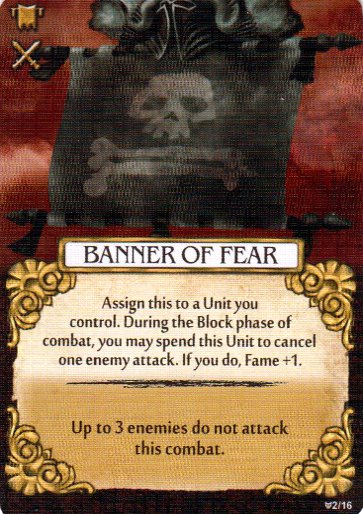 BANNER OF FEAR
Assign this to a Unit you
control. During the Block phase of
combat, you may spend this Unit to cancel
one enemy attack. If you do, Fame +1.
Up to 3 enemies do not attack
this combat.
2/16